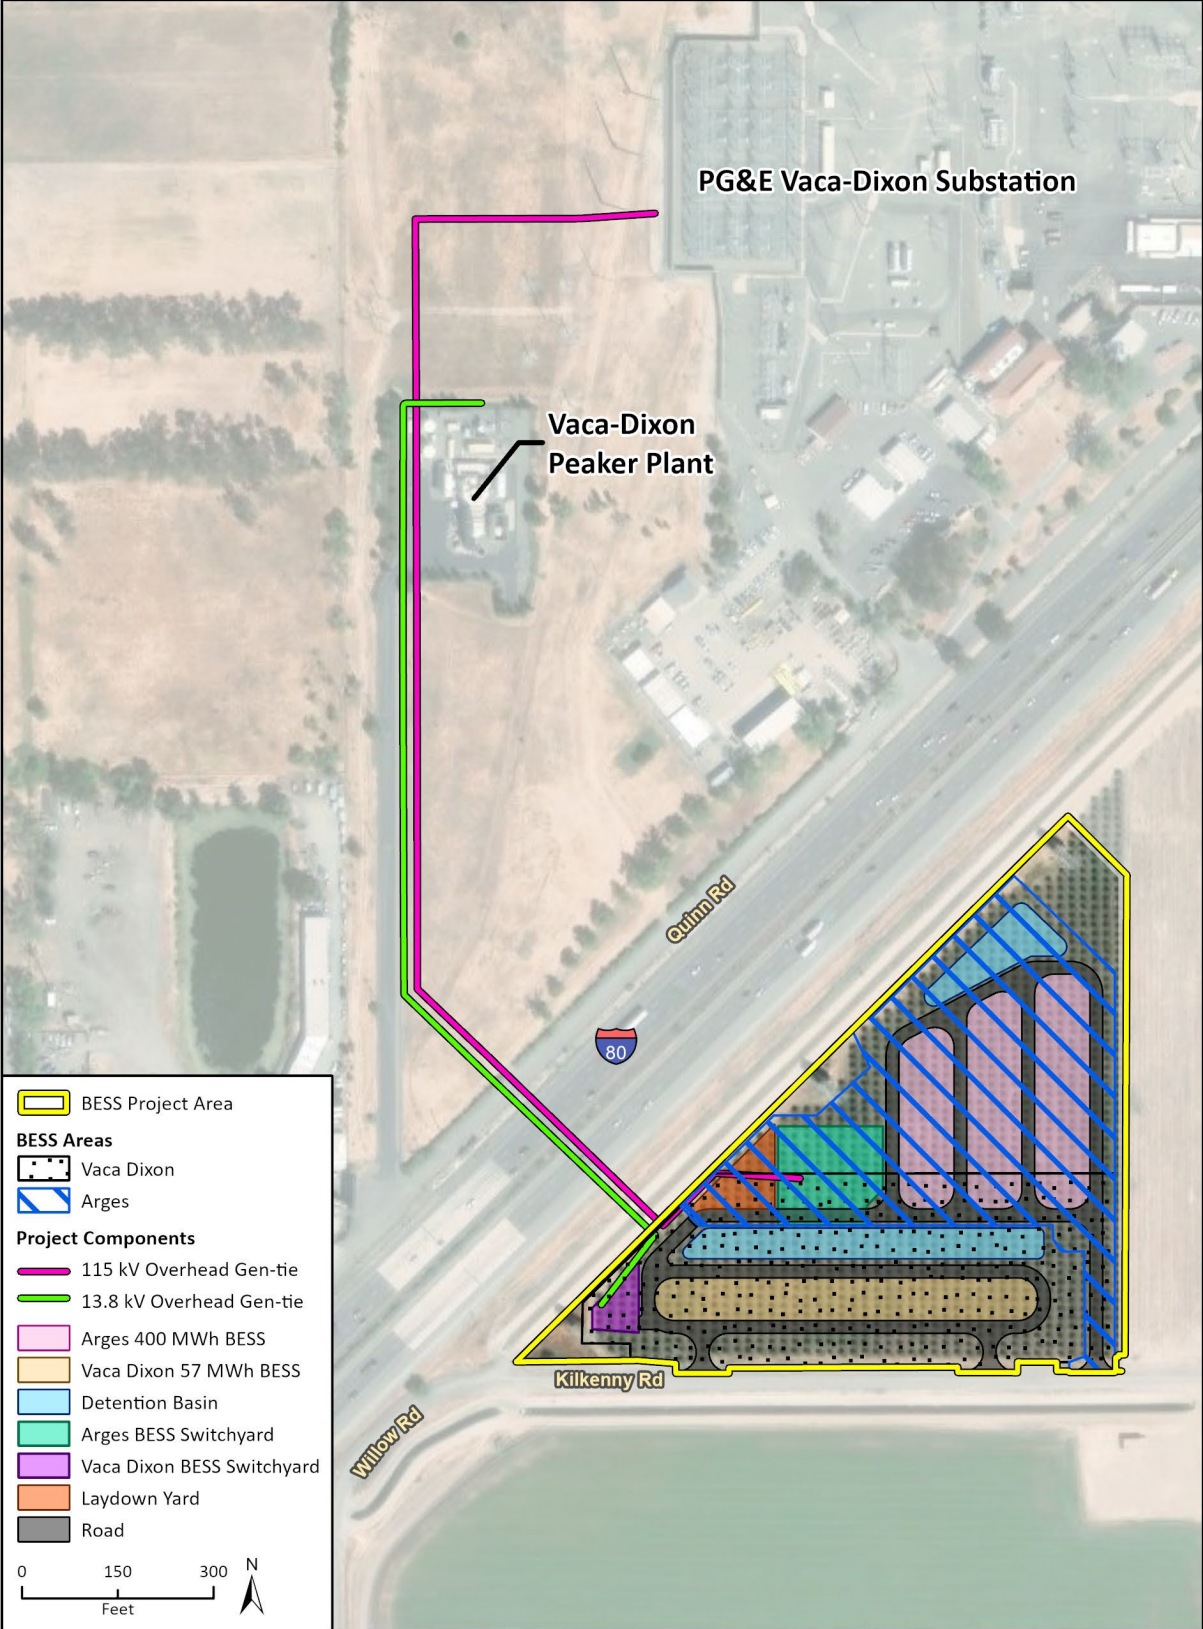 PG&E Vaca-Dixon Substation
Vaca-Dixon
Peaker Plant
Quinn Rd
80
Kilkenny Rd
Willow Rd
BESS Project Area
BESS Areas
Vaca Dixon
Arges
Project Components
115 kV Overhead Gen-tie
13.8 kV Overhead Gen-tie
Arges 400 MWh BESS
Vaca Dixon 57 MWh BESS
Detention Basin
Arges BESS Switchyard
Vaca Dixon BESS Switchyard
Laydown Yard
Road
0 150 300
Feet
N